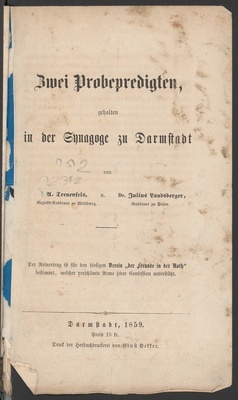 Zwei Probepredigten,
gehalten
in der Synagoge zu Darmstadt
von
A. Treuenfels, u. Dr. Julius Landsberger,
Bezirks-Rabbiner zu Weilburg. Rabbiner zu Posen.
Der Reinertrag ist für den hiesigen Verein „der Freunde in der Noth“
bestimmt, welcher verschämte Arme jeder Confession unterstützt.
Darmstadt, 1859.
Preis 15 kr.
Druck der Hofbuchdruckerei von Ernst Bekker.